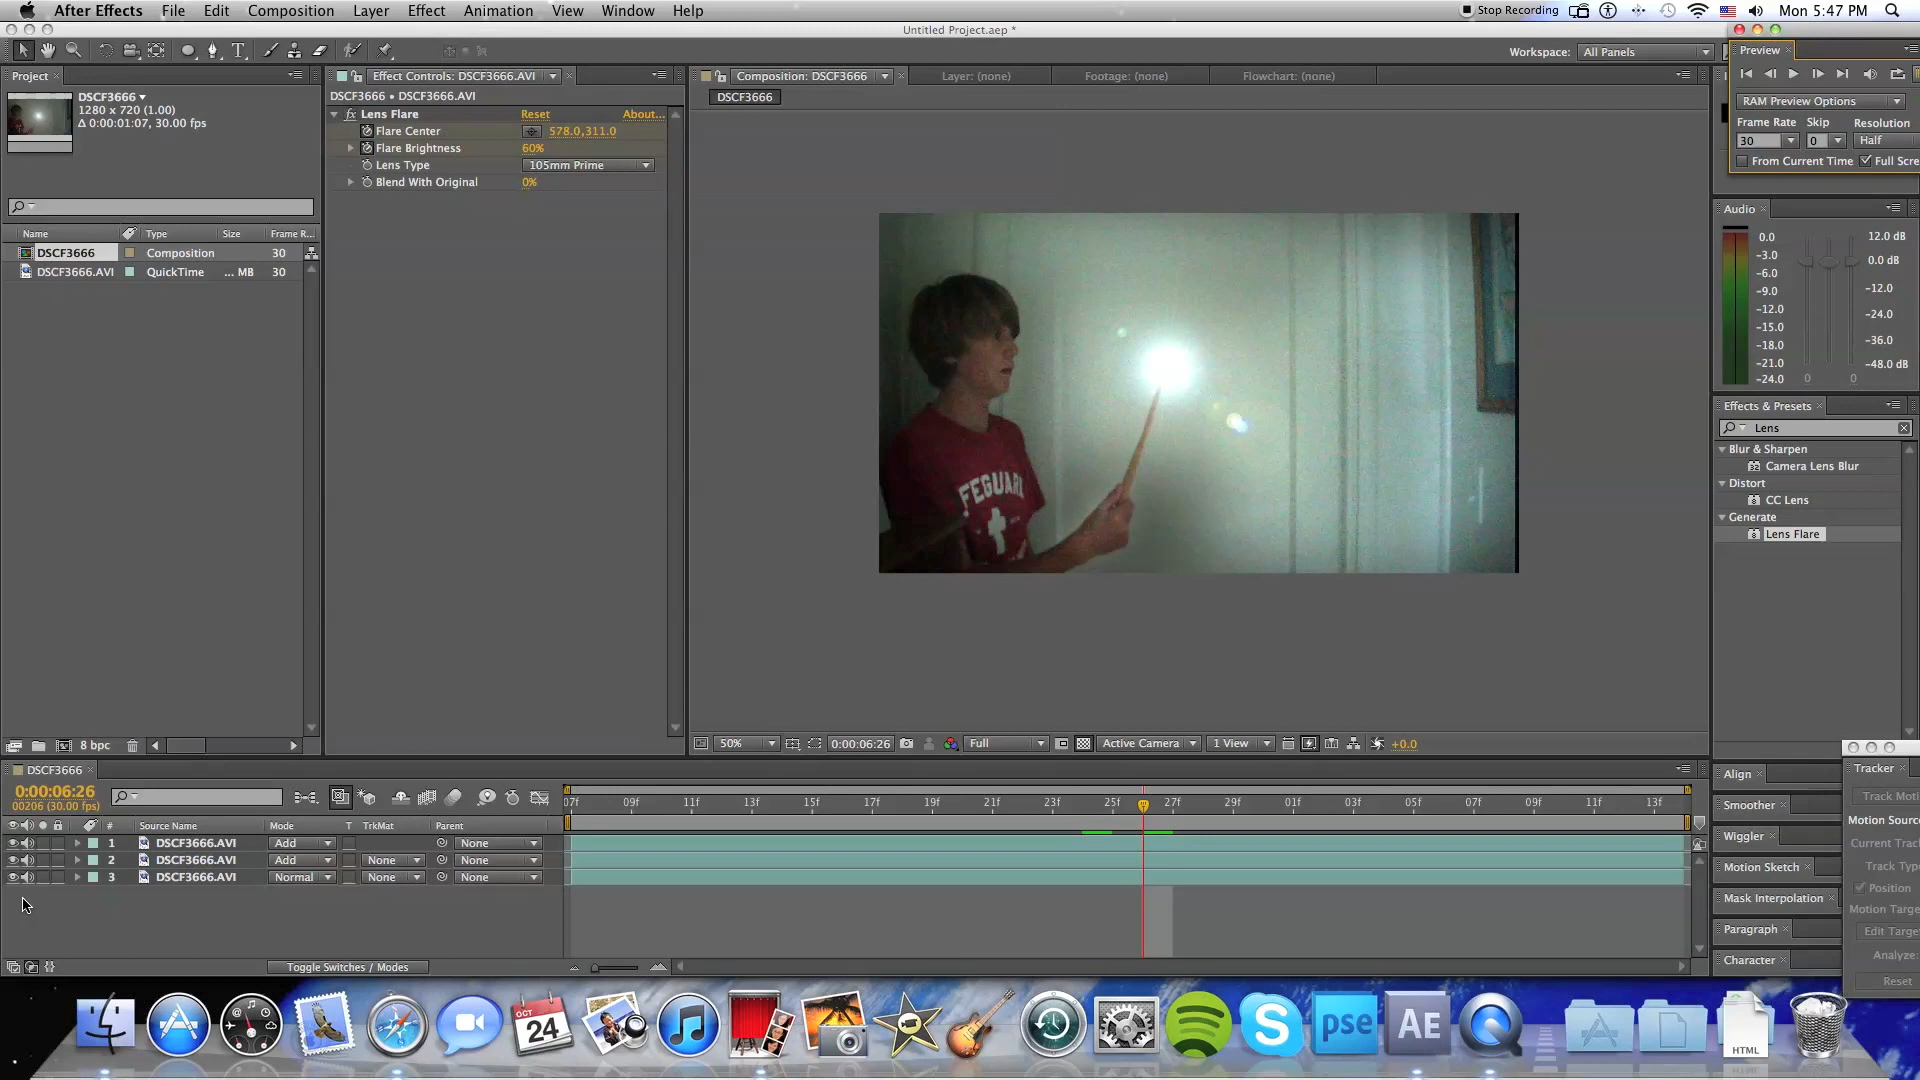 After Effects File Edit Composition Layer Effect Animation View Window Help Stop Recording Mon 5:47 PM
Untitled Project.aep *
Workspace: All Panels
Project
DSCF3666
1280 x 720 (1.00)
Δ 0:00:01:07, 30.00 fps
Name Type Size Frame R...
DSCF3666 Composition 30
DSCF3666.AVI QuickTime ... MB 30
8 bpc
Effect Controls: DSCF3666.AVI
DSCF3666 • DSCF3666.AVI
fx Lens Flare Reset About...
Flare Center 578.0,311.0
Flare Brightness 60%
Lens Type 105mm Prime
Blend With Original 0%
Composition: DSCF3666 Layer: (none) Footage: (none) Flowchart: (none)
DSCF3666
FEGUAR
50% 0:00:06:26 Full Active Camera 1 View +0.0
Preview
RAM Preview Options
Frame Rate Skip Resolution
30 0 Half
From Current Time Full Scre
Audio
0.0 12.0 dB
-3.0 0.0 dB
-6.0
-9.0 -12.0
-12.0 -24.0
-15.0
-18.0 -36.0
-21.0 -48.0 dB
-24.0 0 0
Effects & Presets
Lens
Blur & Sharpen
Camera Lens Blur
Distort
CC Lens
Generate
Lens Flare
DSCF3666
0:00:06:26
00206 (30.00 fps)
07f 09f 11f 13f 15f 17f 19f 21f 23f 25f 27f 29f 01f 03f 05f 07f 09f 11f 13f
# Source Name Mode T TrkMat Parent
1 DSCF3666.AVI Add None
2 DSCF3666.AVI Add None None
3 DSCF3666.AVI Normal None None
Toggle Switches / Modes
Align
Smoother
Wiggler
Motion Sketch
Mask Interpolation
Paragraph
Character
Tracker
Track Moti
Motion Sourc
Current Trac
Track Typ
Position
Motion Targe
Edit Targe
Analyze:
Reset
OCT
24
pse
AE
HTML